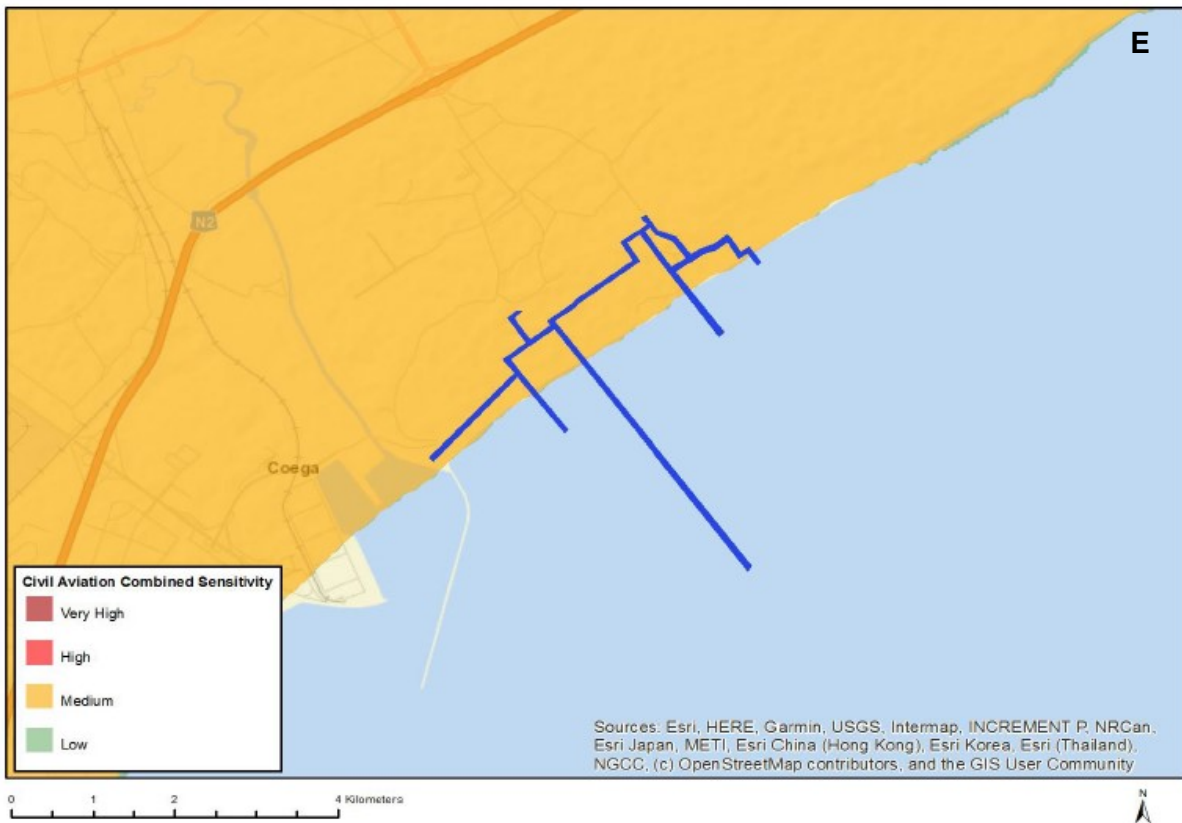 E
N2
Coega
Civil Aviation Combined Sensitivity
Very High
High
Medium
Low
Sources: Esri, HERE, Garmin, USGS, Intermap, INCREMENT P, NRCan,
Esri Japan, METI, Esri China (Hong Kong), Esri Korea, Esri (Thailand),
NGCC, (c) OpenStreetMap contributors, and the GIS User Community
0 1 2 4 Kilometers
N